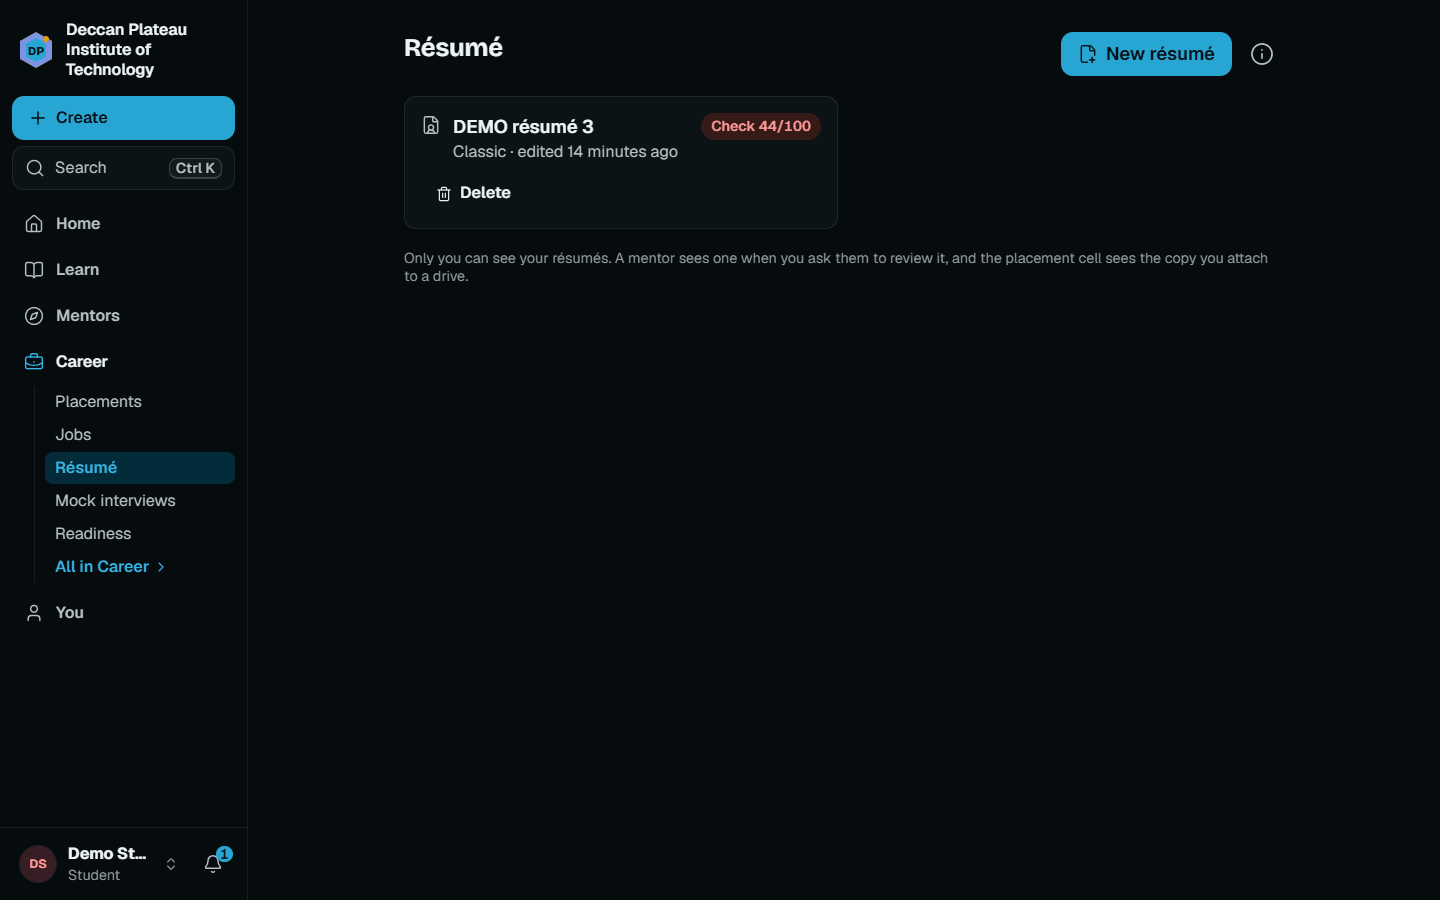 DP
Deccan Plateau
Institute of
Technology
Create
Search
Ctrl K
Home
Learn
Mentors
Career
Placements
Jobs
Résumé
Mock interviews
Readiness
All in Career
You
DS
Demo St...
Student
1
Résumé
New résumé
DEMO résumé 3
Check 44/100
Classic · edited 14 minutes ago
Delete
Only you can see your résumés. A mentor sees one when you ask them to review it, and the placement cell sees the copy you attach
to a drive.